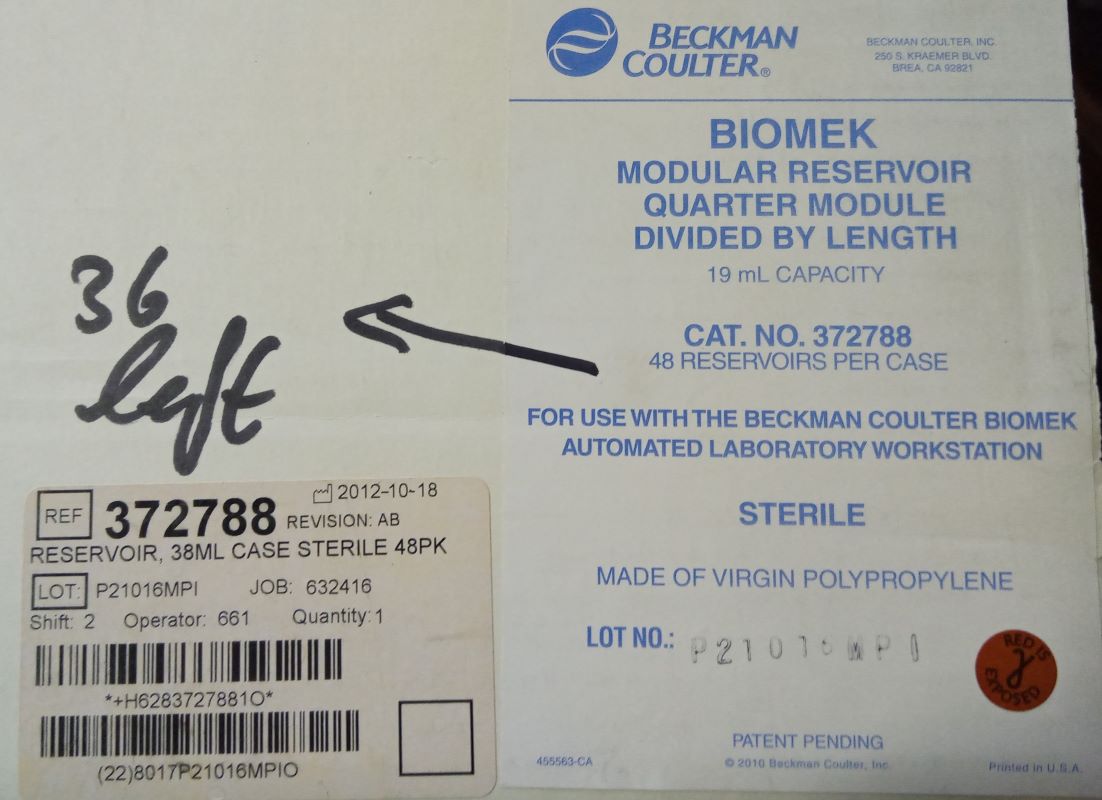 BECKMAN
COULTER®
BECKMAN COULTER, INC.
250 S. KRAEMER BLVD.
BREA, CA 92821
BIOMEK
MODULAR RESERVOIR
QUARTER MODULE
DIVIDED BY LENGTH
19 mL CAPACITY
CAT. NO. 372788
48 RESERVOIRS PER CASE
FOR USE WITH THE BECKMAN COULTER BIOMEK
AUTOMATED LABORATORY WORKSTATION
STERILE
MADE OF VIRGIN POLYPROPYLENE
LOT NO.: P21016MPI
RED IS
γ
EXPOSED
PATENT PENDING
455563-CA © 2010 Beckman Coulter, Inc. Printed in U.S.A.
36
left
2012-10-18
REF 372788 REVISION: AB
RESERVOIR, 38ML CASE STERILE 48PK
LOT: P21016MPI JOB: 632416
Shift: 2 Operator: 661 Quantity: 1
*+H6283727881O*
(22)8017P21016MPIO